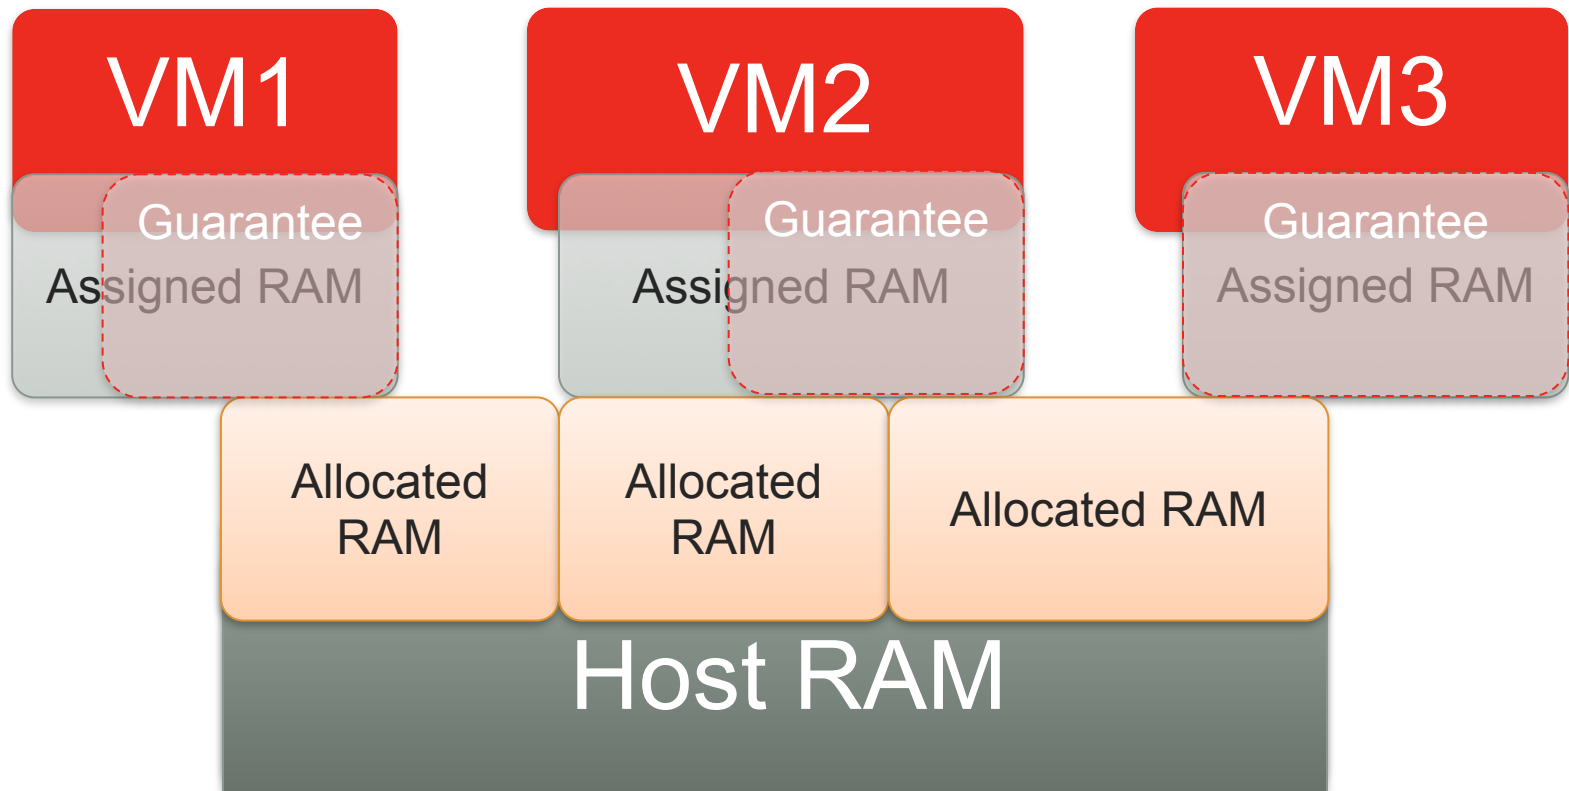 VM1
VM2
VM3
Guarantee
Guarantee
Guarantee
Assigned RAM
Assigned RAM
Assigned RAM
Allocated
RAM
Allocated
RAM
Allocated RAM
Host RAM